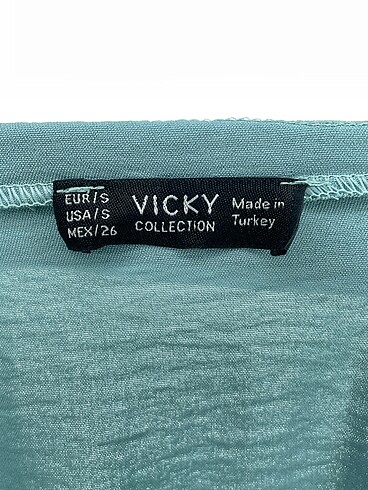 EUR/S
USA/S
MEX/26
VICKY
COLLECTION
Made in
Turkey